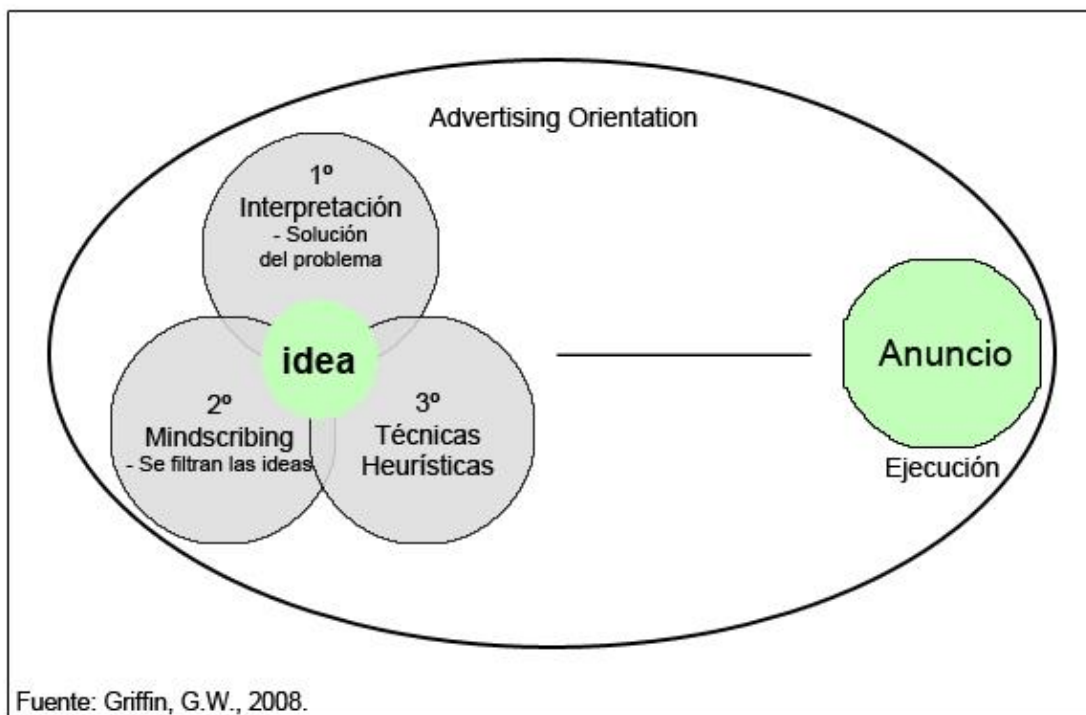 Advertising Orientation
1º
Interpretación
- Solución
del problema
idea
2º
Mindscribing
- Se filtran las ideas
3º
Técnicas
Heurísticas
Anuncio
Ejecución
Fuente: Griffin, G.W., 2008.